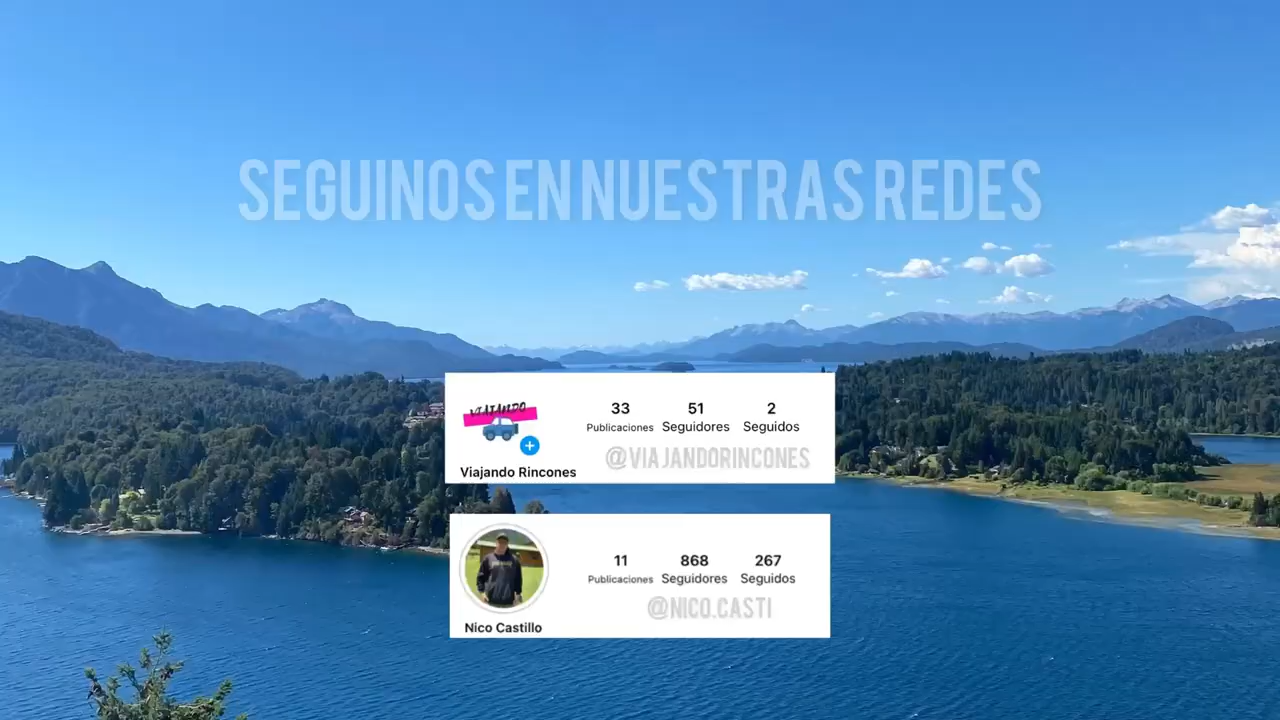 SEGUINOS EN NUESTRAS REDES
VIAJANDO
33 51 2
Publicaciones Seguidores Seguidos
@VIAJANDORINCONES
Viajando Rincones
11 868 267
Publicaciones Seguidores Seguidos
@NICO.CASTI
Nico Castillo